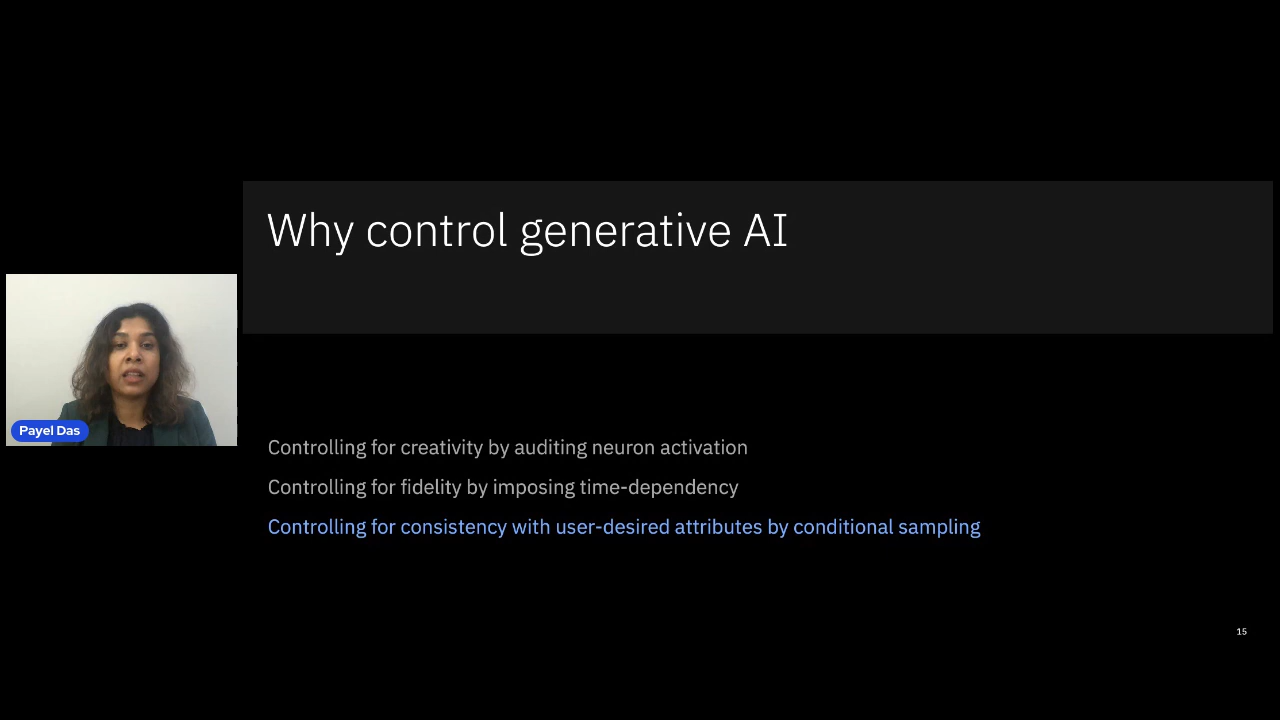 Why control generative AI
Payel Das
Controlling for creativity by auditing neuron activation
Controlling for fidelity by imposing time-dependency
Controlling for consistency with user-desired attributes by conditional sampling
15